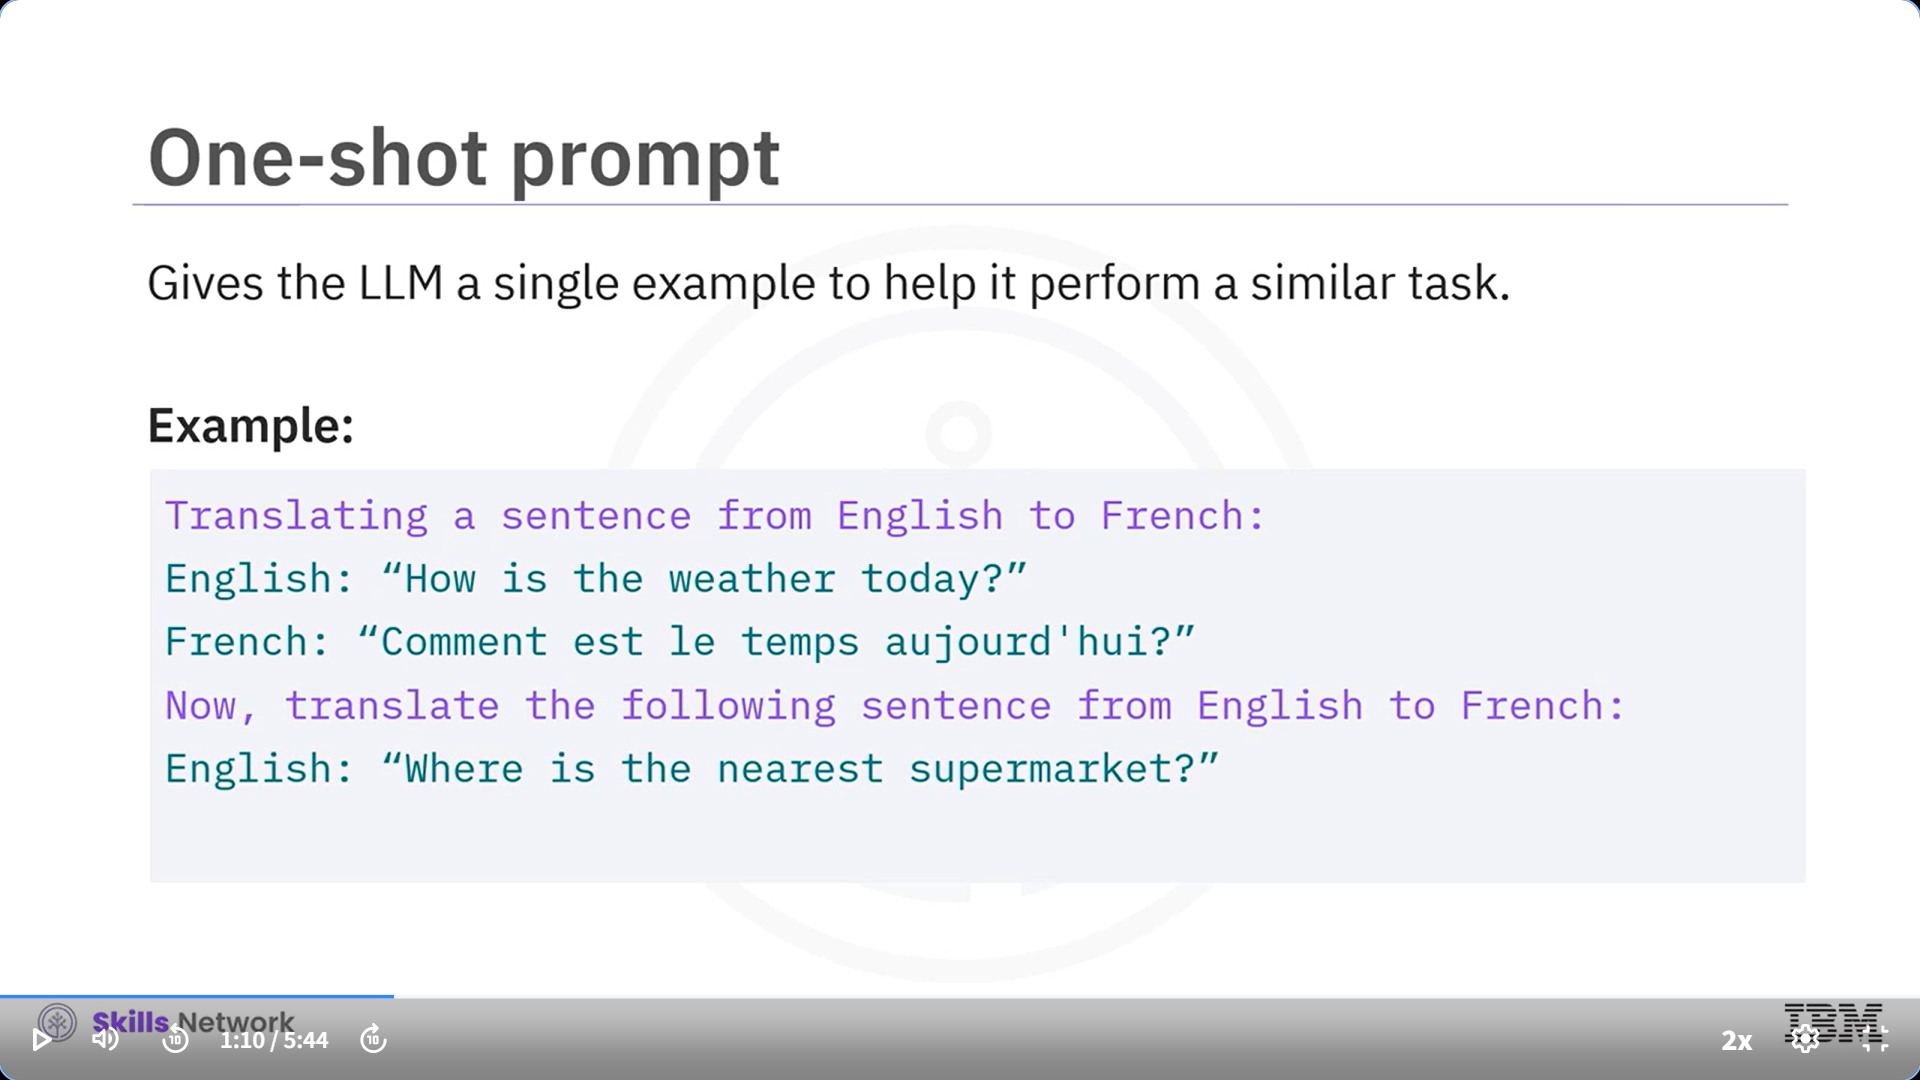 One-shot prompt
Gives the LLM a single example to help it perform a similar task.
Example:
Translating a sentence from English to French:
English: “How is the weather today?”
French: “Comment est le temps aujourd'hui?”
Now, translate the following sentence from English to French:
English: “Where is the nearest supermarket?”
Skills Network
IBM
10
1:10 / 5:44
10
2x